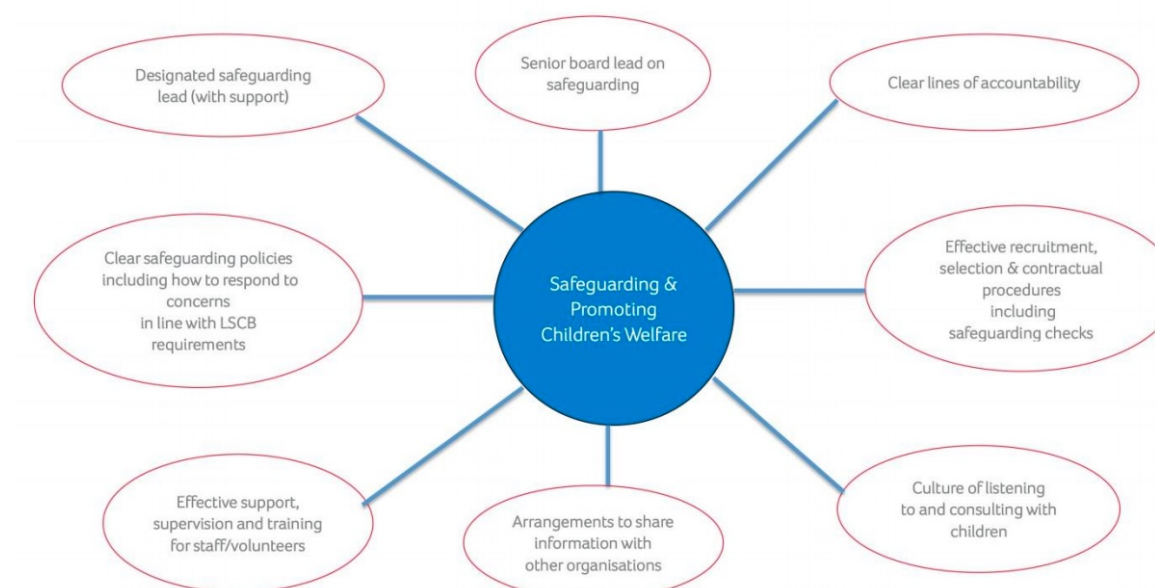 Designated safeguarding
lead (with support)
Senior board lead on
safeguarding
Clear lines of accountability
Clear safeguarding policies
including how to respond to
concerns
in line with LSCB
requirements
Safeguarding &
Promoting
Children’s Welfare
Effective recruitment,
selection & contractual
procedures
including
safeguarding checks
Effective support,
supervision and training
for staff/volunteers
Arrangements to share
information with
other organisations
Culture of listening
to and consulting with
children